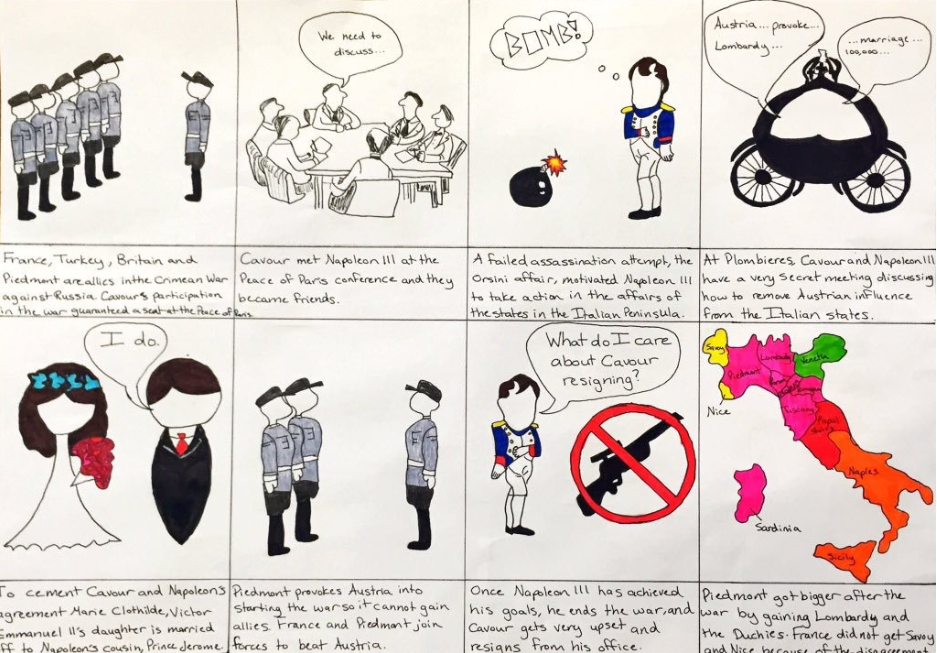 We need to
discuss...
BOMB!
Austria... provoke...
Lombardy...
...marriage...
100,000...
France, Turkey, Britain and
Piedmont are allies in the Crimean War
against Russia. Cavour's participation
in the war guaranteed a seat at the Peace of Paris.
Cavour met Napoleon III at the
Peace of Paris conference and they
became friends.
A failed assassination attempt, the
Orsini affair, motivated Napoleon III
to take action in the affairs of
the states in the Italian Peninsula.
At Plombieres, Cavour and Napoleon III
have a very secret meeting discussing
how to remove Austrian influence
from the Italian states.
I do.
What do I care
about Cavour
resigning?
Savoy
Piedmont
Lombardy
Venetia
Nice
Tuscany
Papal
States
Naples
Sardinia
Sicily
To cement Cavour and Napoleon's
agreement Marie Clothilde, Victor
Emmanuel II's daughter is married
off to Napoleon's cousin, Prince Jerome.
Piedmont provokes Austria into
starting the war so it cannot gain
allies. France and Piedmont join
forces to beat Austria.
Once Napoleon III has achieved
his goals, he ends the war, and
Cavour gets very upset and
resigns from his office.
Piedmont got bigger after the
war by gaining Lombardy and
the Duchies. France did not get Savoy
and Nice because of the disagreement